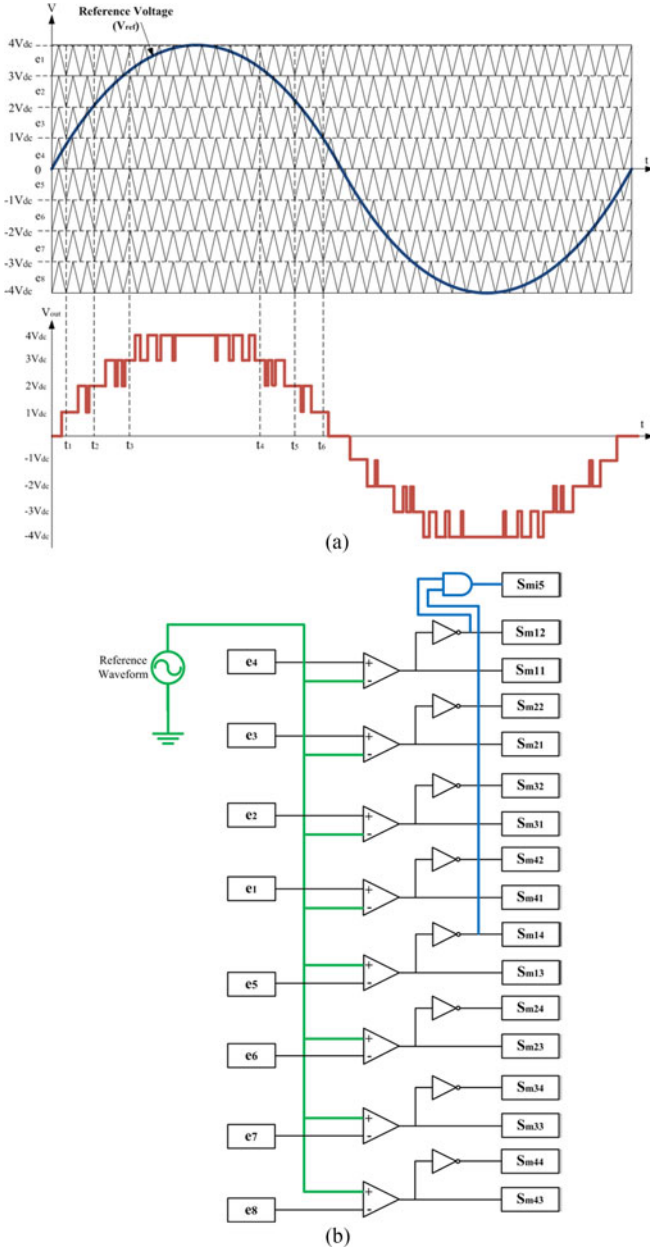 V
Reference Voltage
(Vref)
4Vdc
e1
3Vdc
e2
2Vdc
e3
1Vdc
e4
0
t
e5
-1Vdc
e6
-2Vdc
e7
-3Vdc
e8
-4Vdc
Vout
4Vdc
3Vdc
2Vdc
1Vdc
t
t1 t2 t3 t4 t5 t6
-1Vdc
-2Vdc
-3Vdc
-4Vdc
(a)
Smi5
Sm12
Reference
Waveform
e4
+
-
Sm11
Sm22
e3
+
-
Sm21
Sm32
e2
+
-
Sm31
Sm42
e1
+
-
Sm41
Sm14
e5
+
-
Sm13
Sm24
e6
+
-
Sm23
Sm34
e7
+
-
Sm33
Sm44
e8
+
-
Sm43
(b)